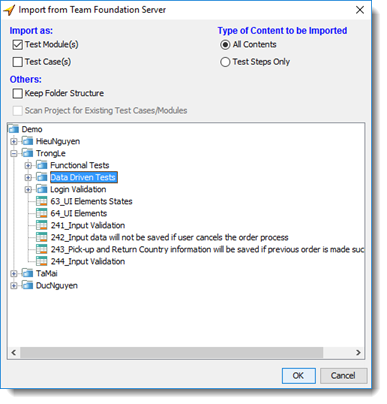 Import from Team Foundation Server
Import as:
Type of Content to be Imported
Test Module(s)
All Contents
Test Case(s)
Test Steps Only
Others:
Keep Folder Structure
Scan Project for Existing Test Cases/Modules
Demo
HieuNguyen
TrongLe
Functional Tests
Data Driven Tests
Login Validation
63_UI Elements States
64_UI Elements
241_Input Validation
242_Input data will not be saved if user cancels the order process
243_Pick-up and Return Country information will be saved if previous order is made suc
244_Input Validation
TaMai
DucNguyen
OK
Cancel